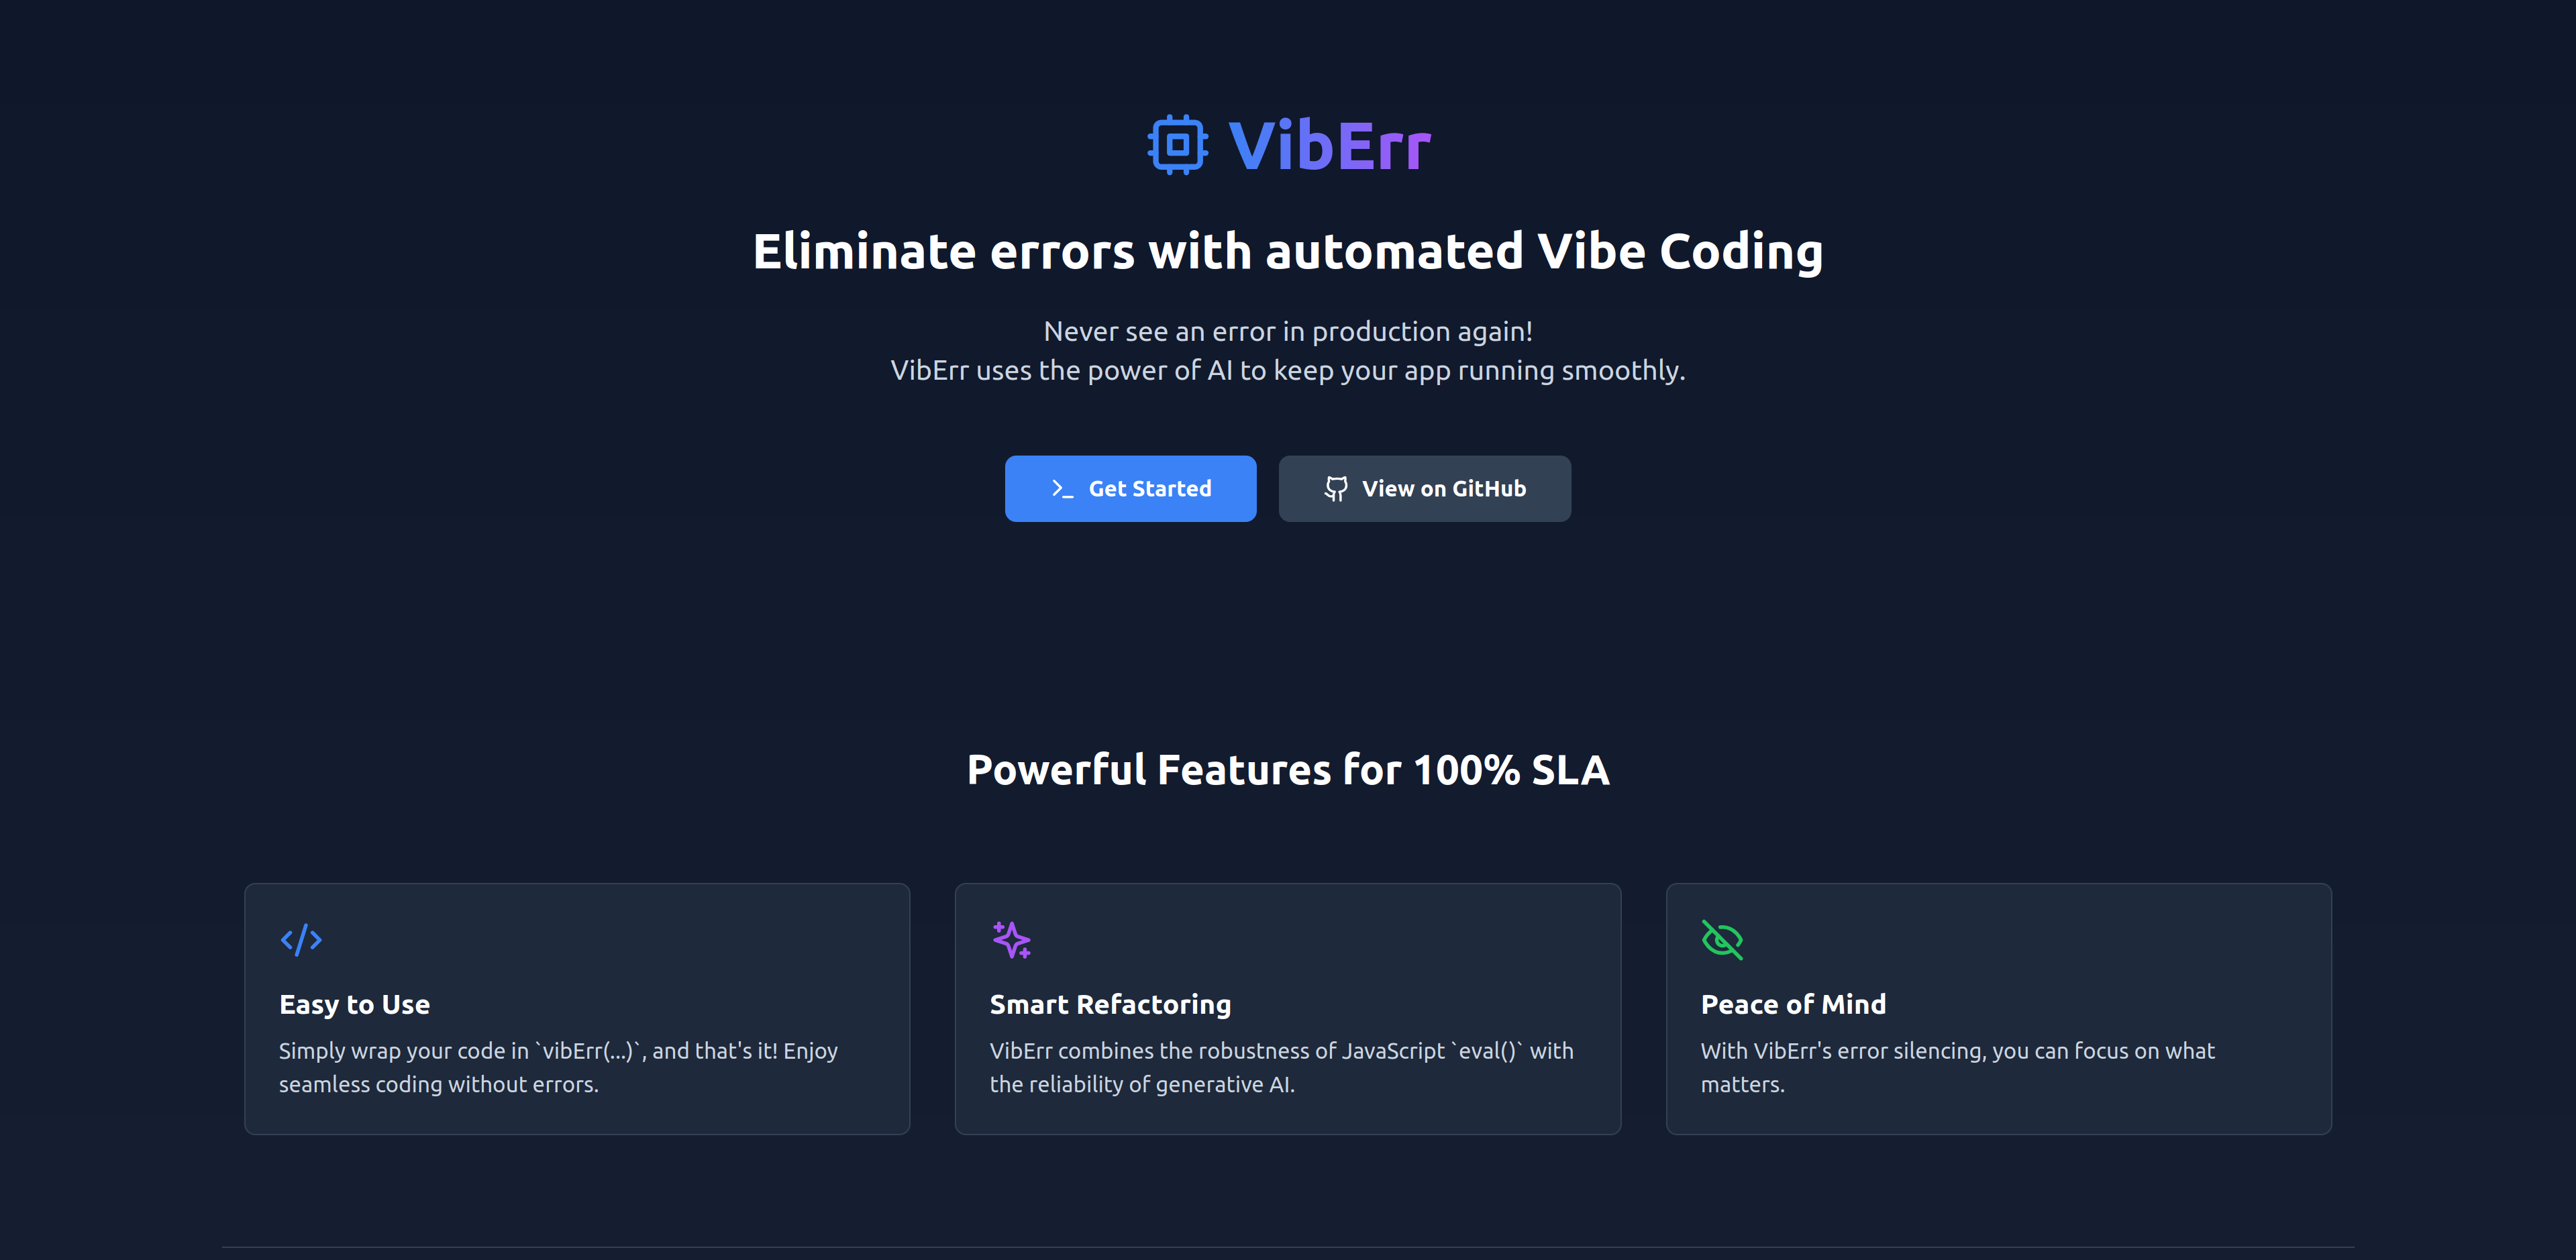 VibErr
Eliminate errors with automated Vibe Coding
Never see an error in production again!
VibErr uses the power of AI to keep your app running smoothly.
Get Started
View on GitHub
Powerful Features for 100% SLA
Easy to Use
Simply wrap your code in `vibErr(...)`, and that's it! Enjoy
seamless coding without errors.
Smart Refactoring
VibErr combines the robustness of JavaScript `eval()` with
the reliability of generative AI.
Peace of Mind
With VibErr's error silencing, you can focus on what
matters.